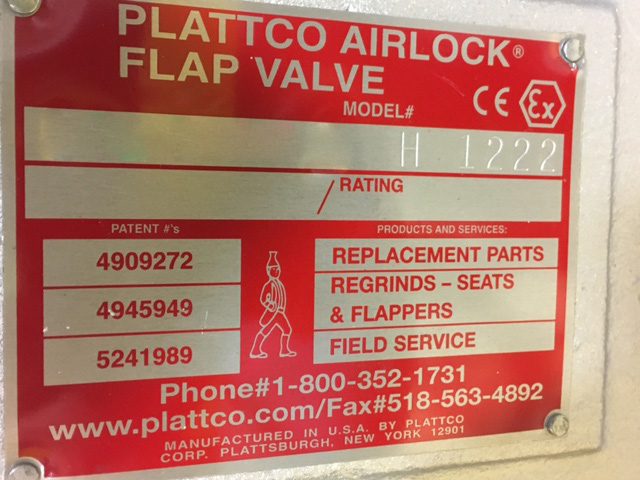 PLATTCO AIRLOCK®
FLAP VALVE
MODEL#
CE Ex
H 1222
/ RATING
PATENT #'s
4909272
4945949
5241989
PRODUCTS AND SERVICES:
REPLACEMENT PARTS
REGRINDS – SEATS
& FLAPPERS
FIELD SERVICE
Phone#1-800-352-1731
www.plattco.com/Fax#518-563-4892
MANUFACTURED IN U.S.A. BY PLATTCO
CORP. PLATTSBURGH, NEW YORK 12901